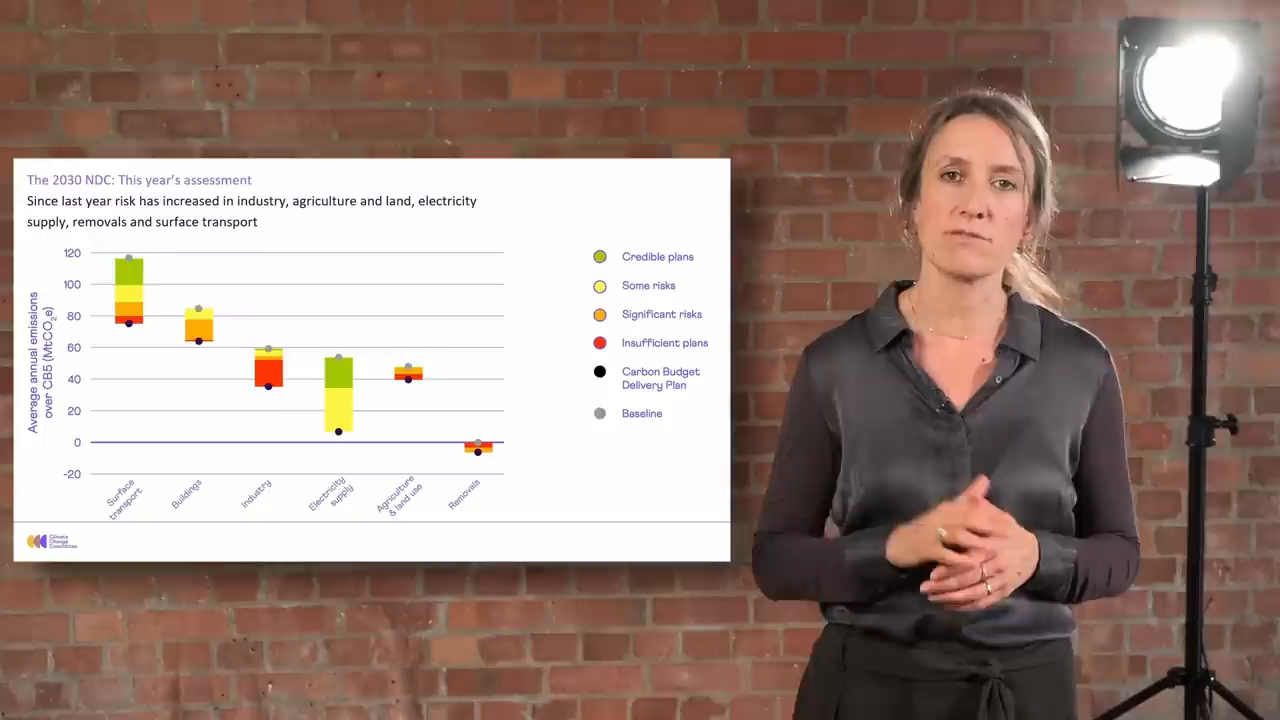 The 2030 NDC: This year's assessment
Since last year risk has increased in industry, agriculture and land, electricity
supply, removals and surface transport
Average annual emissions
over CB5 (MtCO2e)
120
100
80
60
40
20
0
-20
Surface
transport
Buildings
Industry
Electricity
supply
Agriculture
& land use
Removals
Credible plans
Some risks
Significant risks
Insufficient plans
Carbon Budget
Delivery Plan
Baseline
Climate
Change
Committee